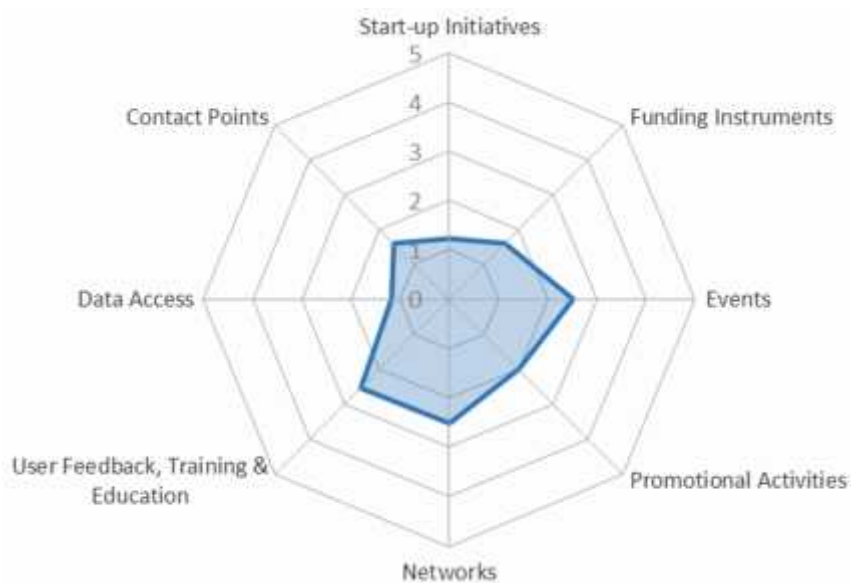 Start-up Initiatives
5
Contact Points
Funding Instruments
4
3
2
1
Data Access
0
Events
User Feedback, Training &
Education
Promotional Activities
Networks